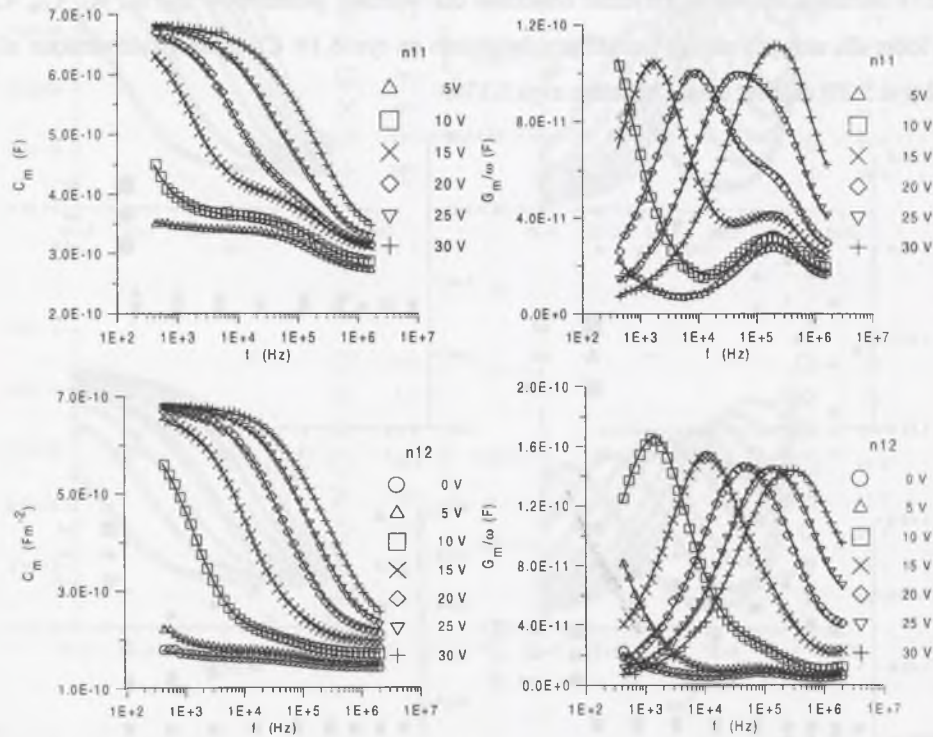 7.0E-10
6.0E-10
5.0E-10
4.0E-10
3.0E-10
2.0E-10
C_m (F)
1E+2 1E+3 1E+4 1E+5 1E+6 1E+7
f (Hz)
n11
5V
10 V
15 V
20 V
25 V
30 V
1.2E-10
8.0E-11
4.0E-11
0.0E+0
G_m/ω (F)
1E+2 1E+3 1E+4 1E+5 1E+6 1E+7
f (Hz)
n11
5V
10 V
15 V
20 V
25 V
30 V
7.0E-10
5.0E-10
3.0E-10
1.0E-10
C_m (Fm^-2)
1E+2 1E+3 1E+4 1E+5 1E+6 1E+7
f (Hz)
n12
0 V
5 V
10 V
15 V
20 V
25 V
30 V
2.0E-10
1.6E-10
1.2E-10
8.0E-11
4.0E-11
0.0E+0
G_m/ω (F)
1E+2 1E+3 1E+4 1E+5 1E+6 1E+7
f (Hz)
n12
0 V
5 V
10 V
15 V
20 V
25 V
30 V